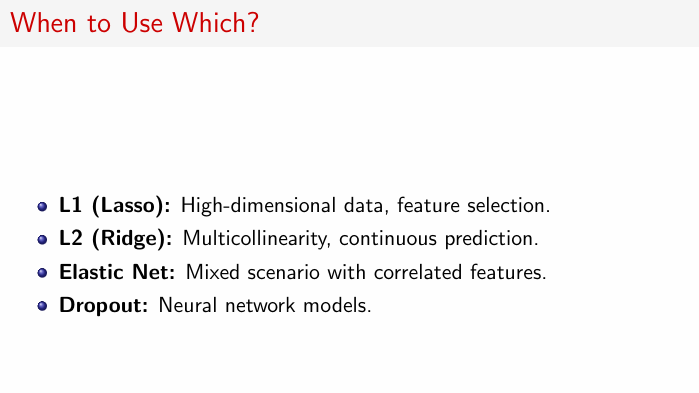 When to Use Which?
L1 (Lasso): High-dimensional data, feature selection.
L2 (Ridge): Multicollinearity, continuous prediction.
Elastic Net: Mixed scenario with correlated features.
Dropout: Neural network models.